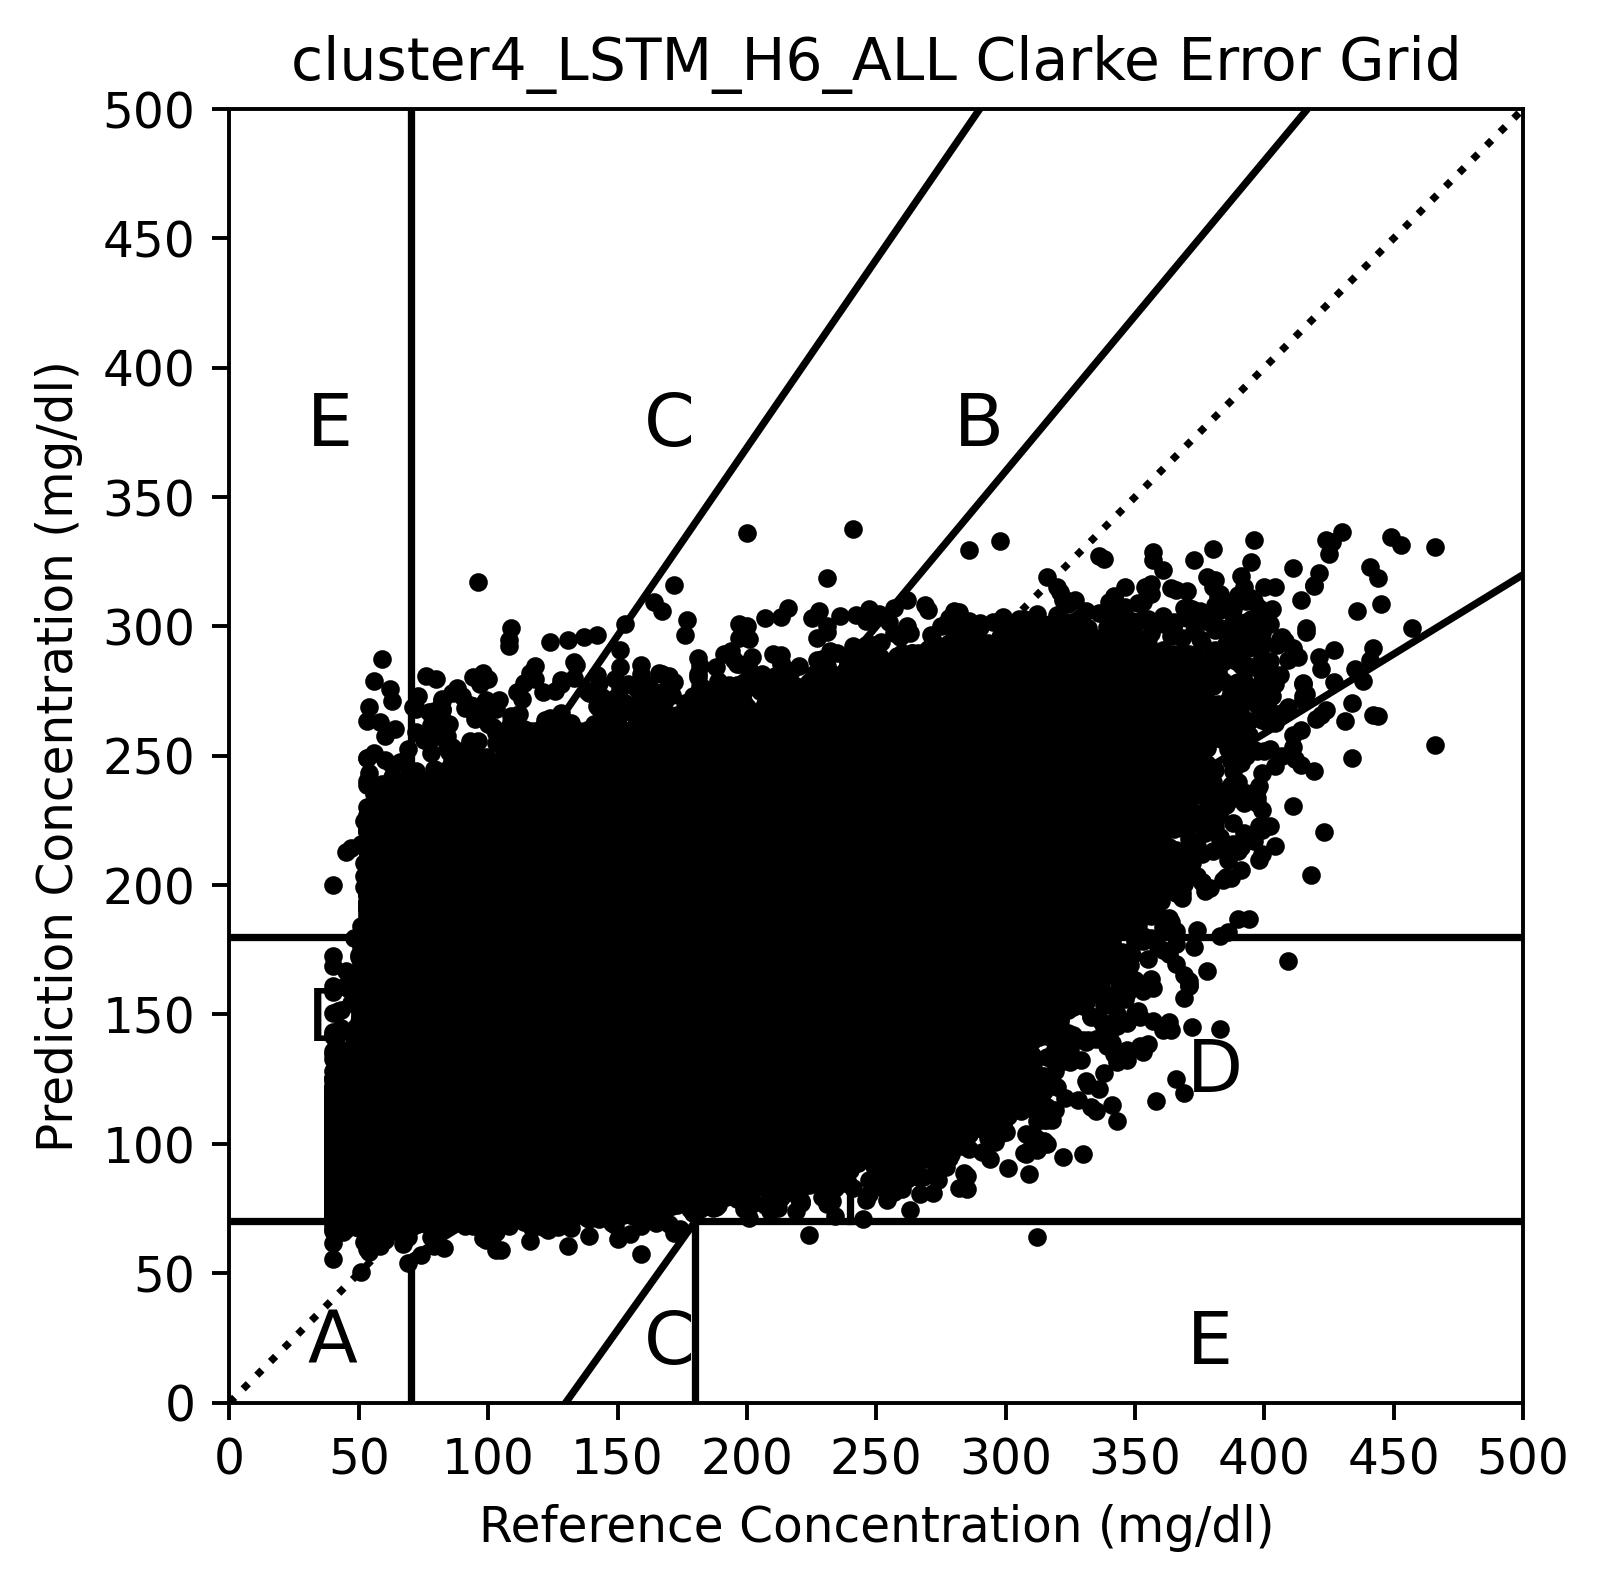 cluster4_LSTM_H6_ALL Clarke Error Grid
500
450
400
350
300
250
200
150
100
50
0
Prediction Concentration (mg/dl)
E
C
B
D
A
C
E
0
50
100
150
200
250
300
350
400
450
500
Reference Concentration (mg/dl)